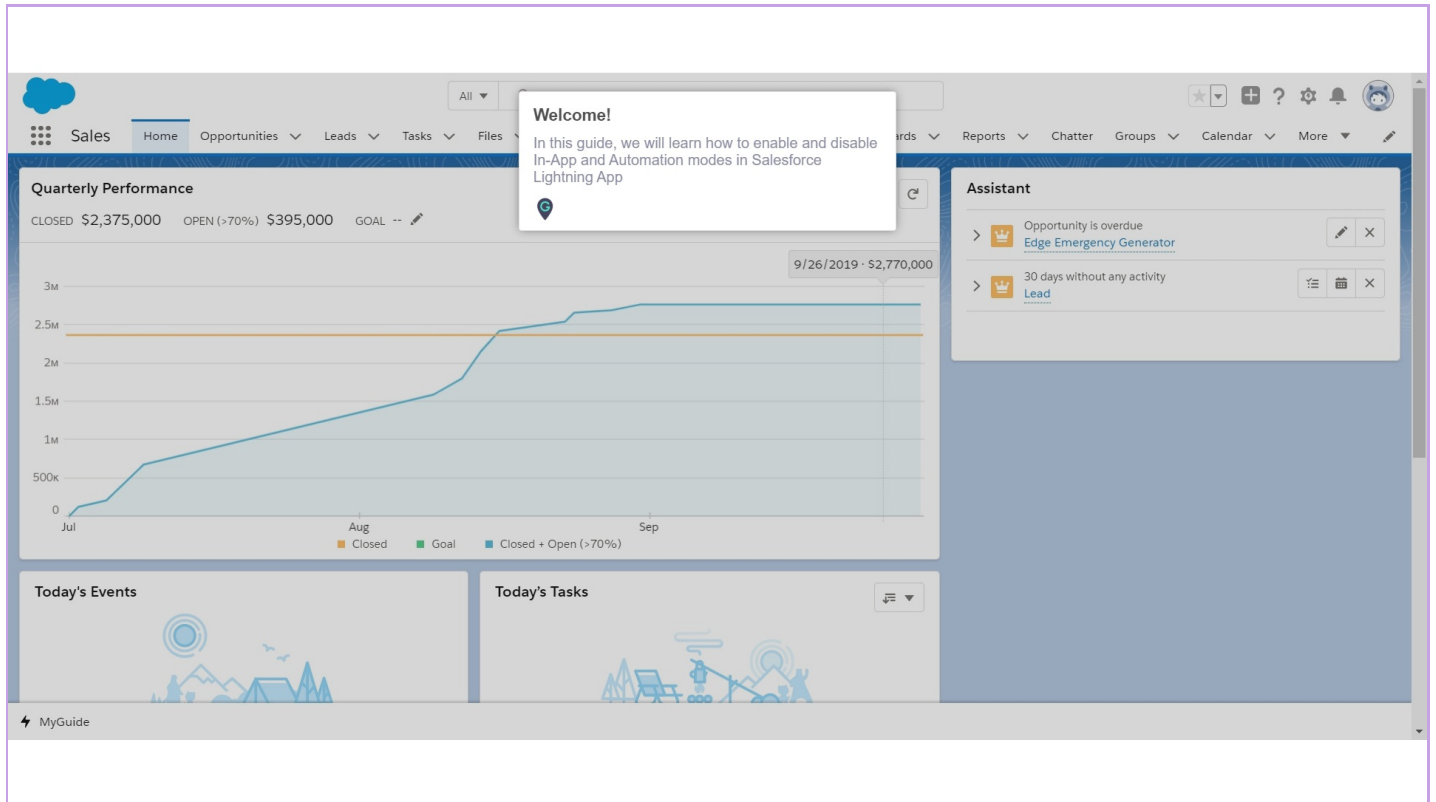 All
Welcome!
In this guide, we will learn how to enable and disable
In-App and Automation modes in Salesforce
Lightning App
G
Sales
Home
Opportunities
Leads
Tasks
Files
Reports
Chatter
Groups
Calendar
More
Quarterly Performance
CLOSED $2,375,000 OPEN (>70%) $395,000 GOAL --
9/26/2019 - $2,770,000
3M
2.5M
2M
1.5M
1M
500K
0
Jul
Aug
Sep
Closed
Goal
Closed + Open (>70%)
Assistant
Opportunity is overdue
Edge Emergency Generator
30 days without any activity
Lead
Today's Events
Today's Tasks
MyGuide